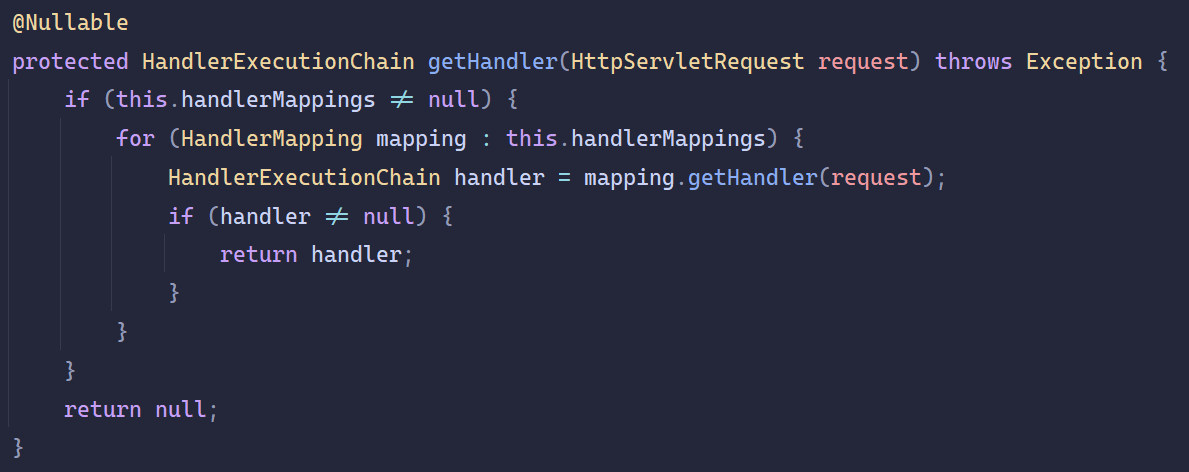 @Nullable
protected HandlerExecutionChain getHandler(HttpServletRequest request) throws Exception {
    if (this.handlerMappings != null) {
        for (HandlerMapping mapping : this.handlerMappings) {
            HandlerExecutionChain handler = mapping.getHandler(request);
            if (handler != null) {
                return handler;
            }
        }
    }
    return null;
}